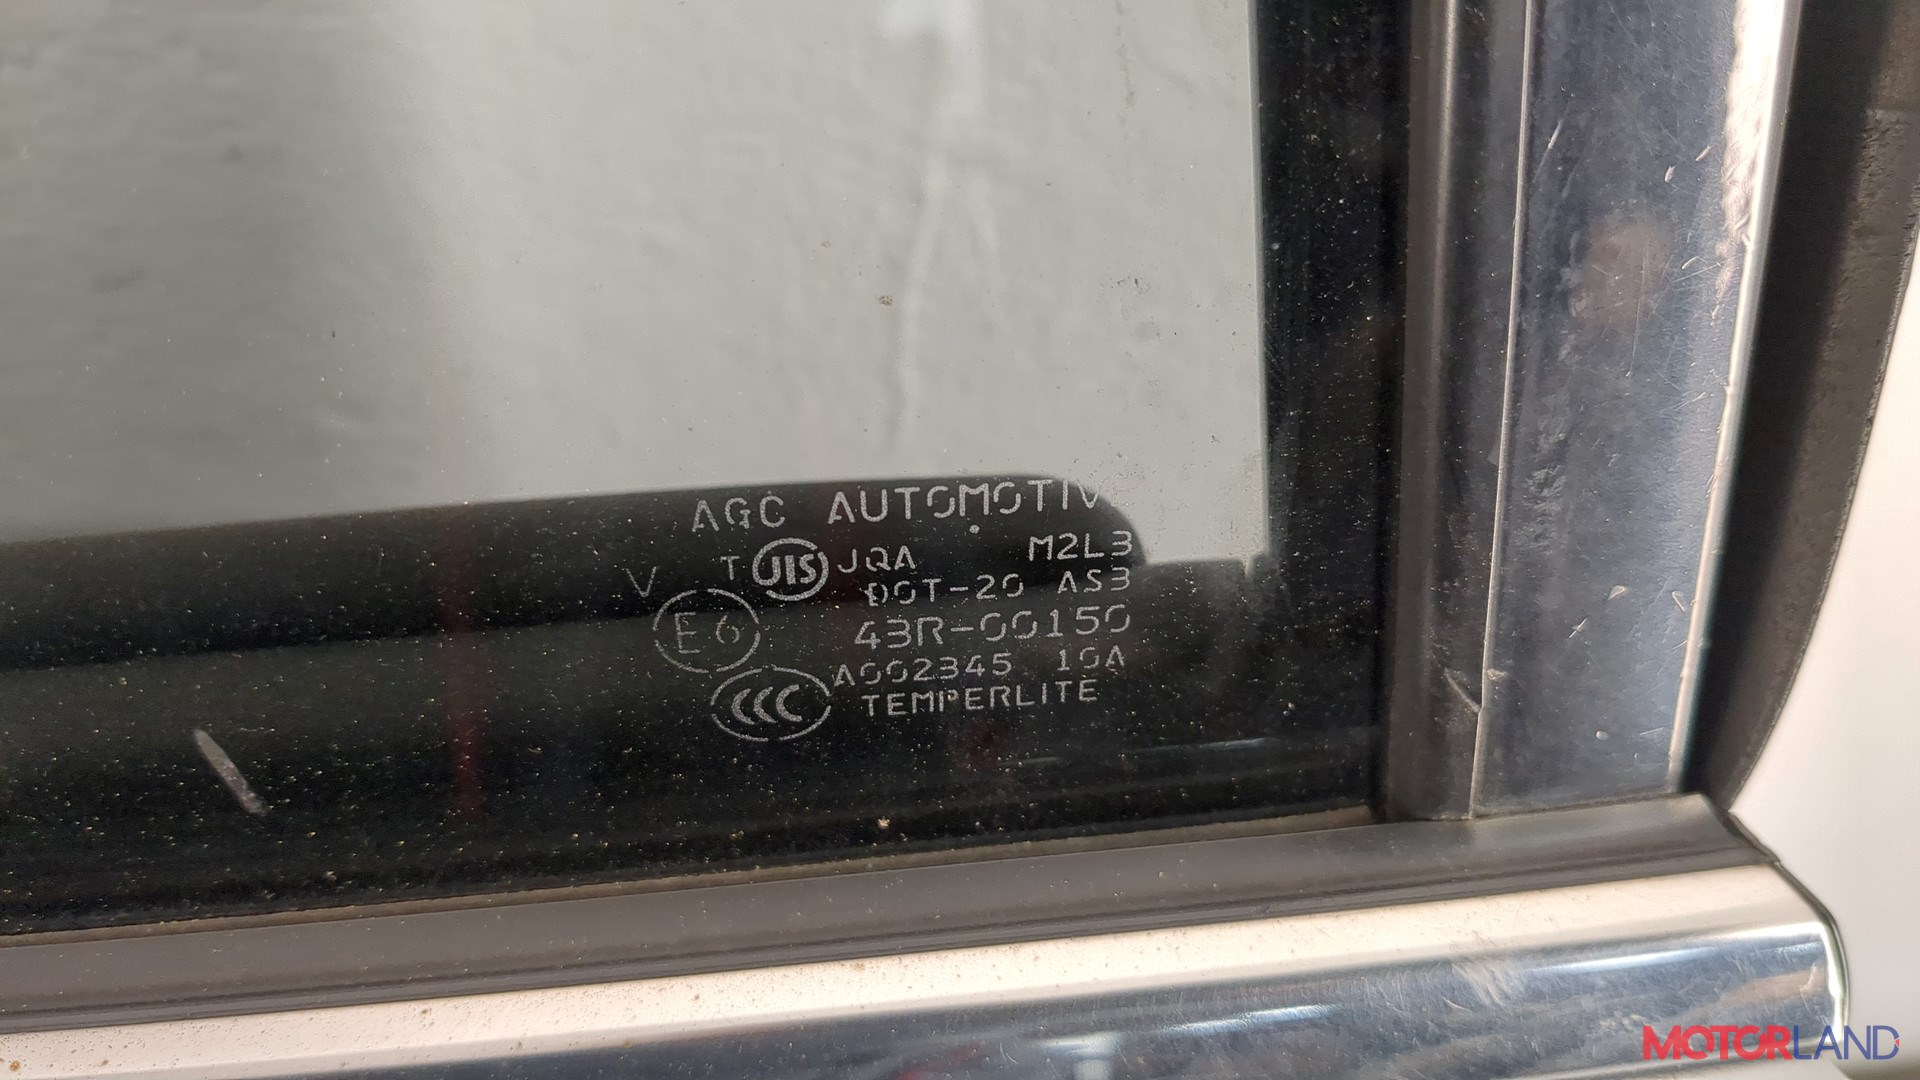 AGC AUTOMOTIV
T JIS JQA M2L3
V DOT-20 AS3
E6 43R-00150
A002345 10A
CCC TEMPERLITE
MOTORLAND